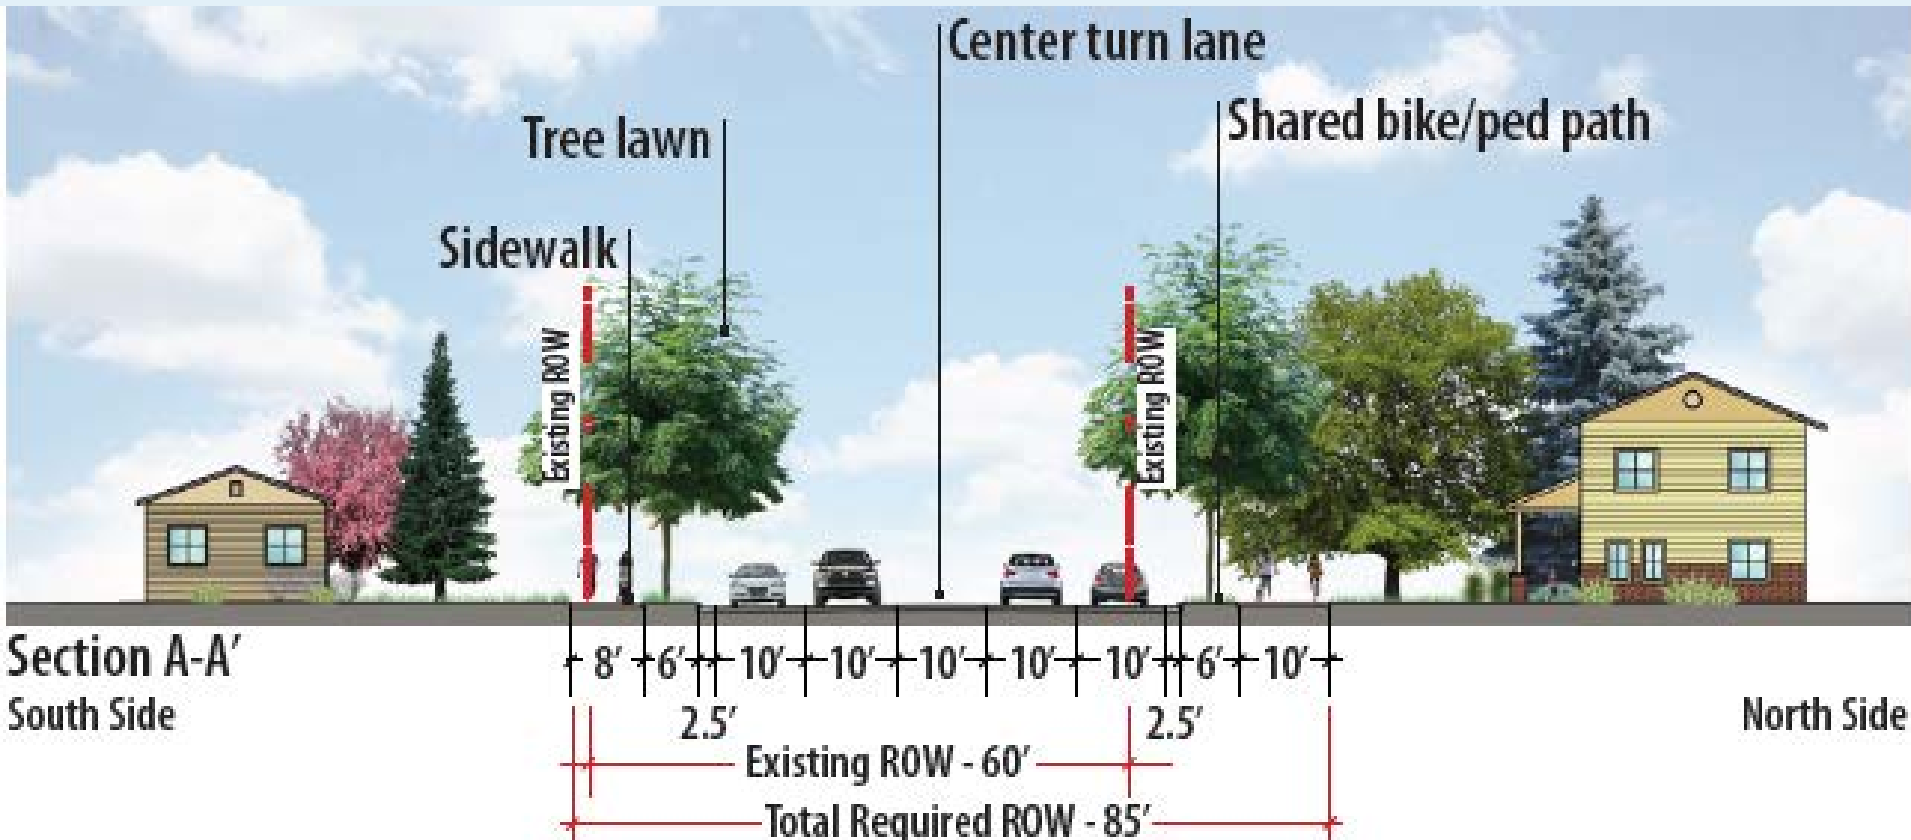 Center turn lane
Shared bike/ped path
Tree lawn
Sidewalk
Existing ROW
Existing ROW
Section A-A′
South Side
North Side
8′ 6′ 10′ 10′ 10′ 10′ 10′ 6′ 10′
2.5′ 2.5′
Existing ROW - 60′
Total Required ROW - 85′